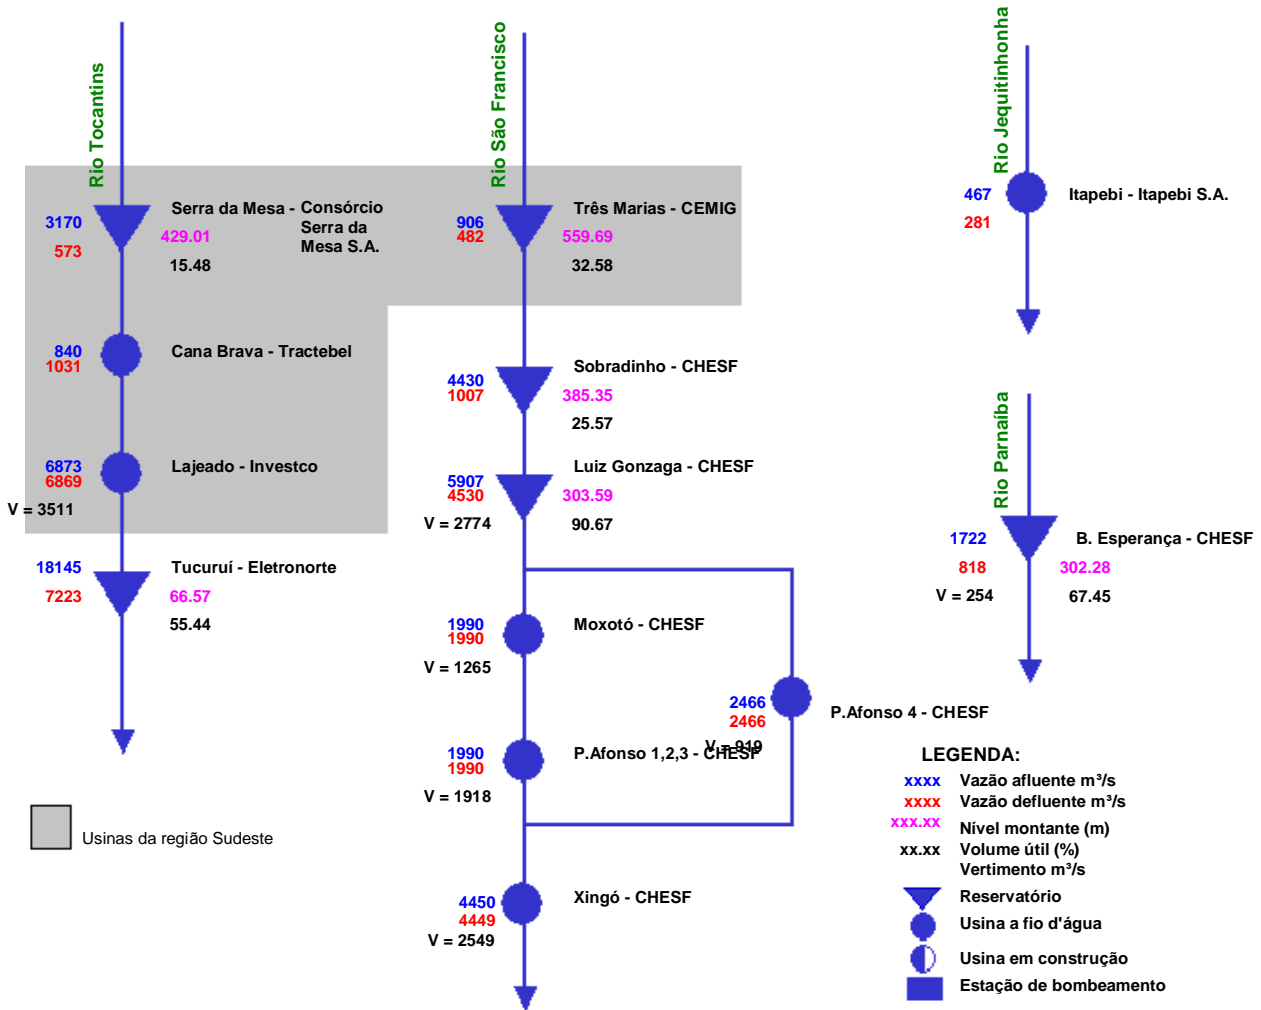 Rio Tocantins
3170
573
Serra da Mesa - Consórcio
Serra da
Mesa S.A.
429.01
15.48
840
1031
Cana Brava - Tractebel
6873
6869
Lajeado - Investco
V = 3511
18145
7223
Tucuruí - Eletronorte
66.57
55.44
Usinas da região Sudeste
Rio São Francisco
906
482
Três Marias - CEMIG
559.69
32.58
4430
1007
Sobradinho - CHESF
385.35
25.57
5907
4530
Luiz Gonzaga - CHESF
303.59
V = 2774
90.67
1990
1990
Moxotó - CHESF
V = 1265
2466
2466
P.Afonso 4 - CHESF
V = 919
1990
1990
P.Afonso 1,2,3 - CHESF
V = 1918
4450
4449
Xingó - CHESF
V = 2549
Rio Jequitinhonha
467
281
Itapebi - Itapebi S.A.
Rio Parnaíba
1722
818
B. Esperança - CHESF
302.28
V = 254
67.45
LEGENDA:
xxxx Vazão afluente m³/s
xxxx Vazão defluente m³/s
xxx.xx Nível montante (m)
xx.xx Volume útil (%)
Vertimento m³/s
Reservatório
Usina a fio d'água
Usina em construção
Estação de bombeamento